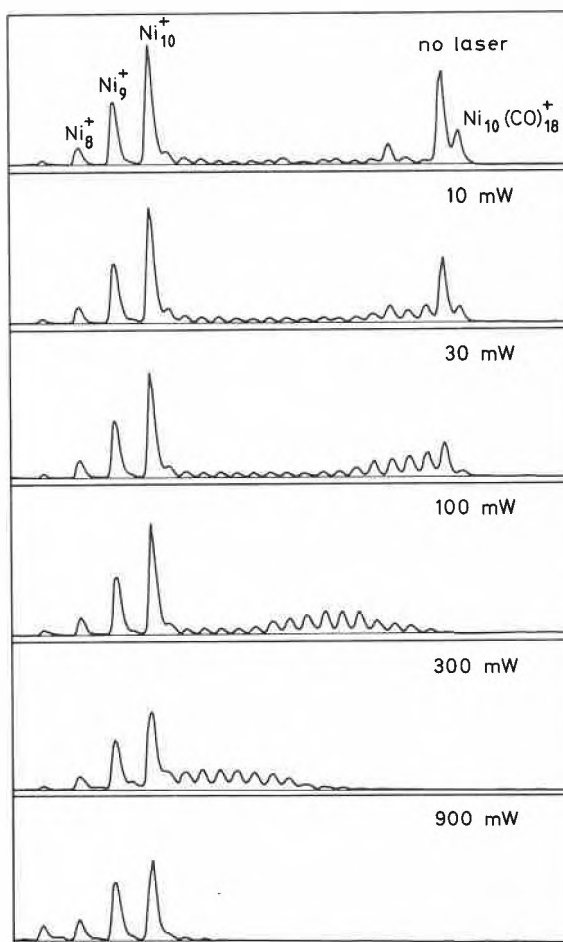 Ni₁₀⁺
no laser
Ni₉⁺
Ni₈⁺
Ni₁₀(CO)₁₈⁺
10 mW
30 mW
100 mW
300 mW
900 mW